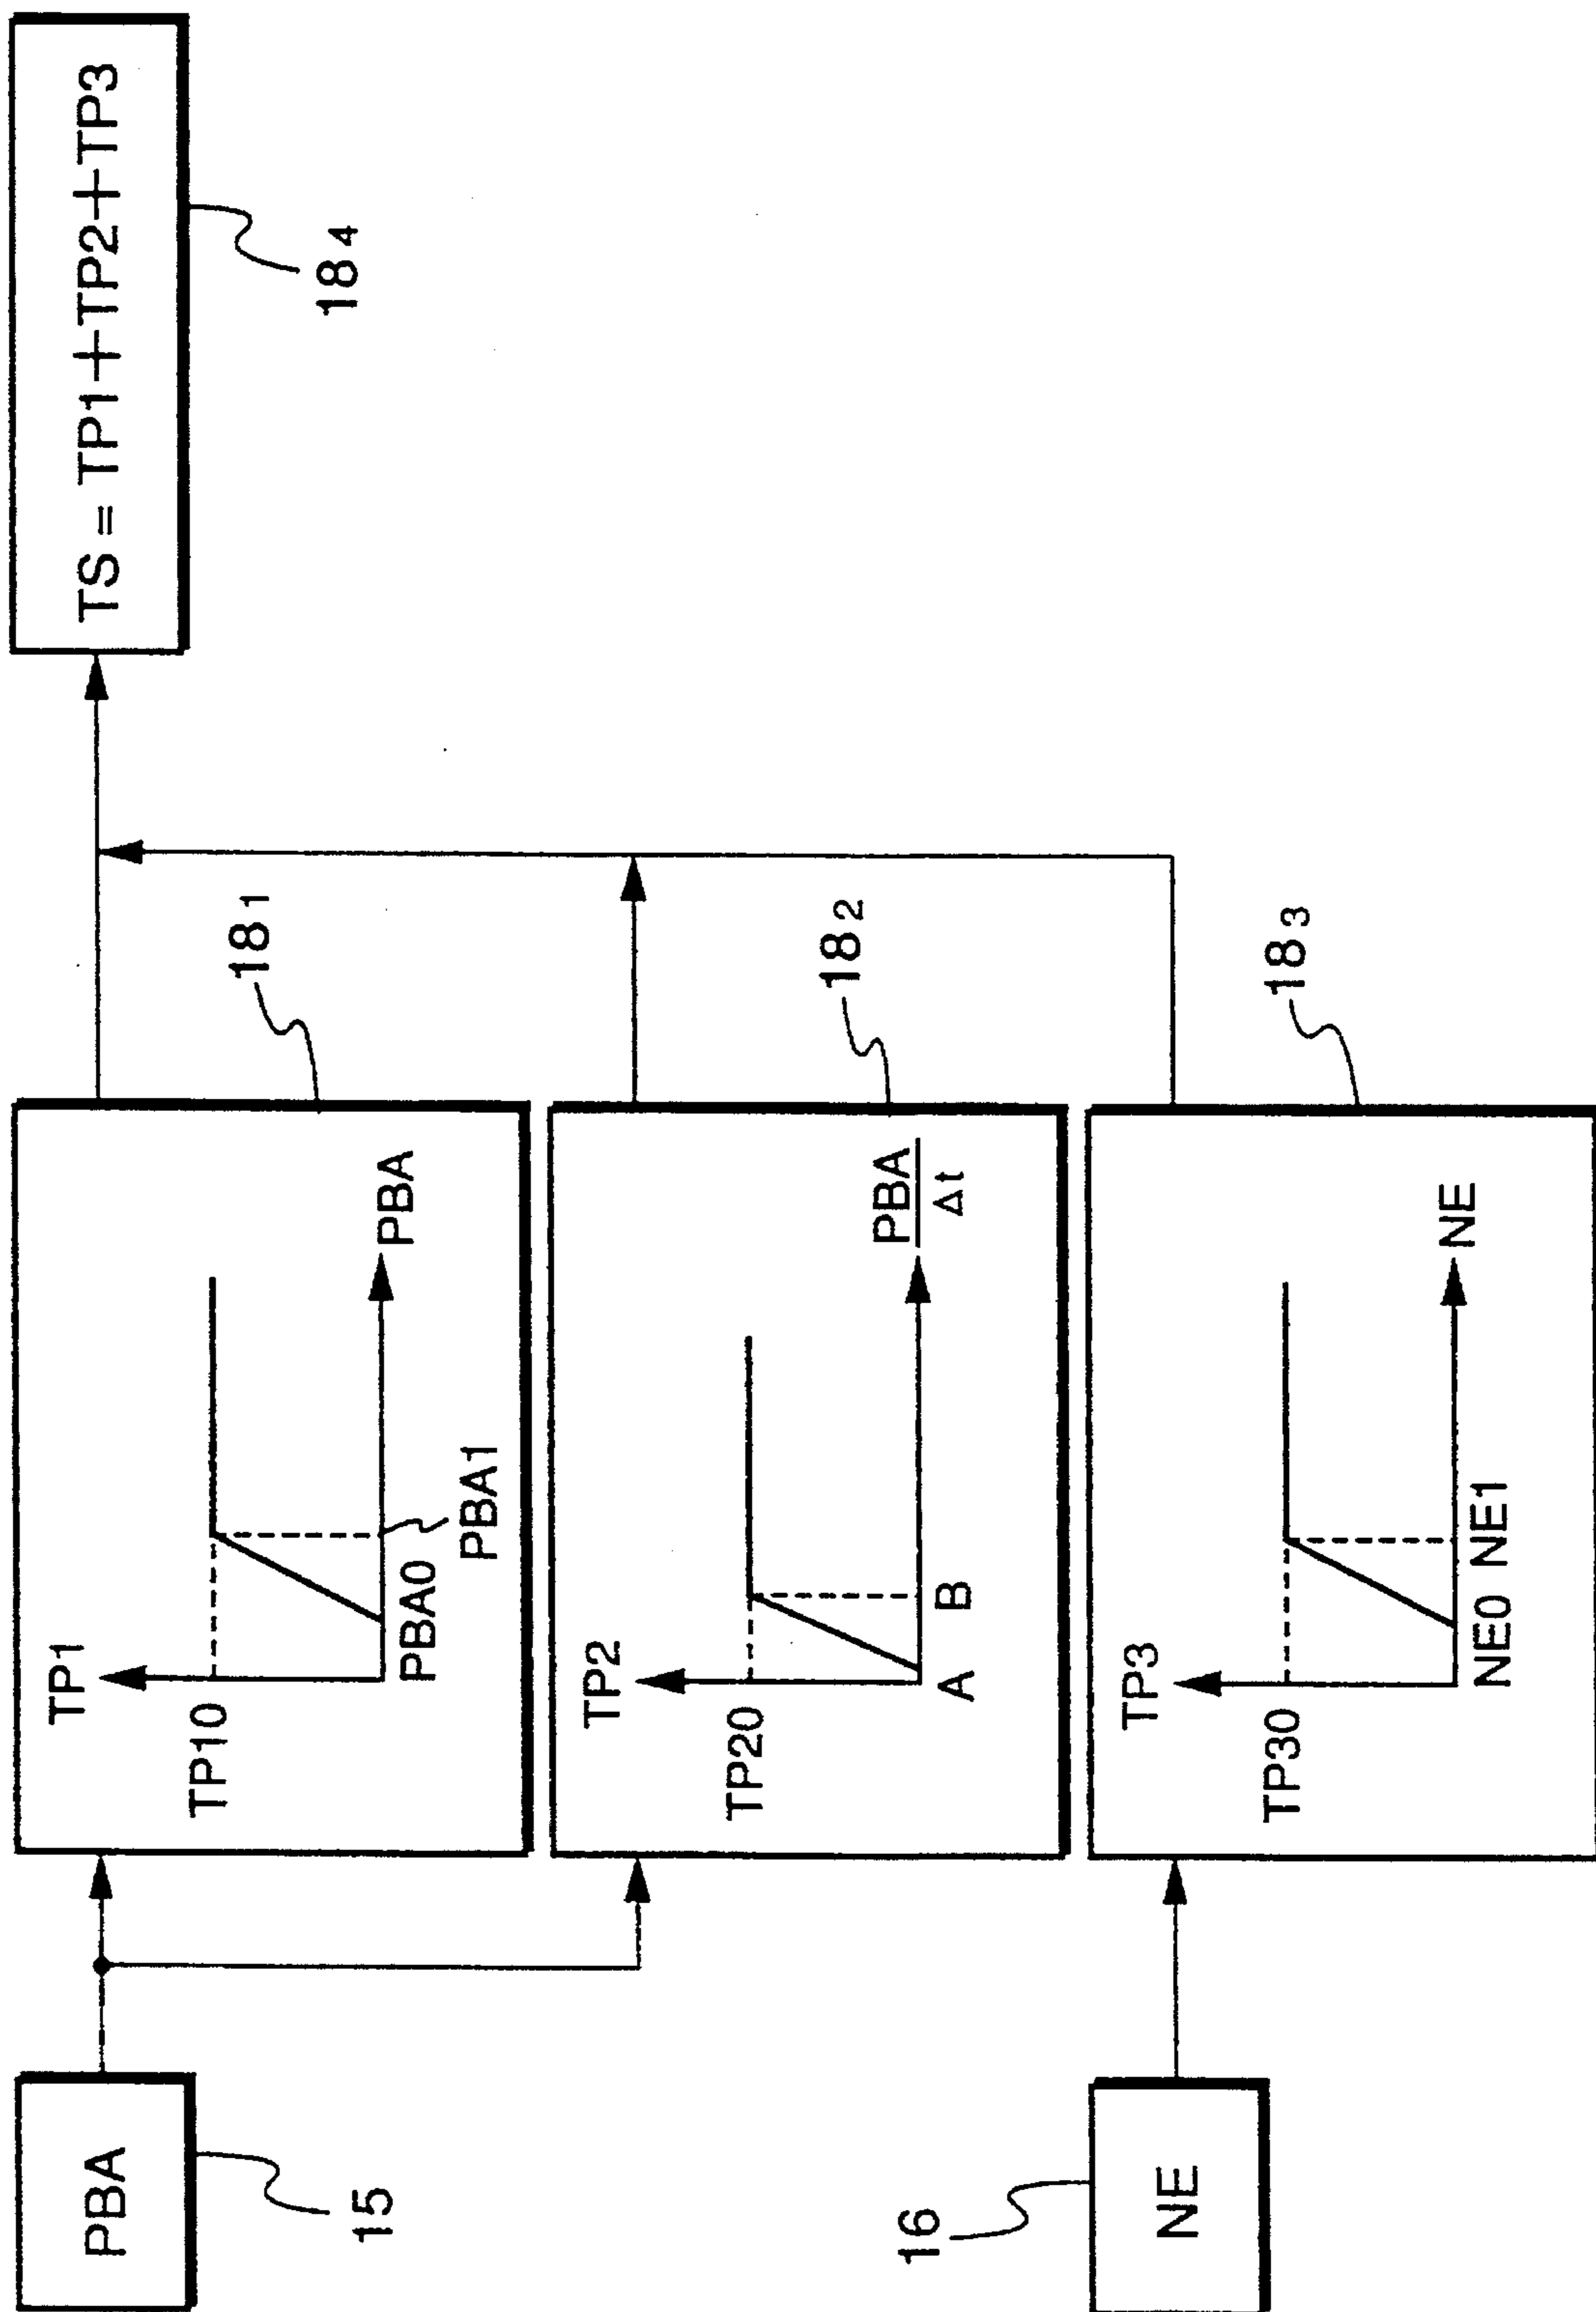 PBA
15
NE
16
TP1
TP10
PBA0
PBA1
PBA
18₁
TP2
TP20
A
B
PBA
Δt
18₂
TP3
TP30
NE0 NE1
NE
18₃
TS = TP1+TP2+TP3
18₄